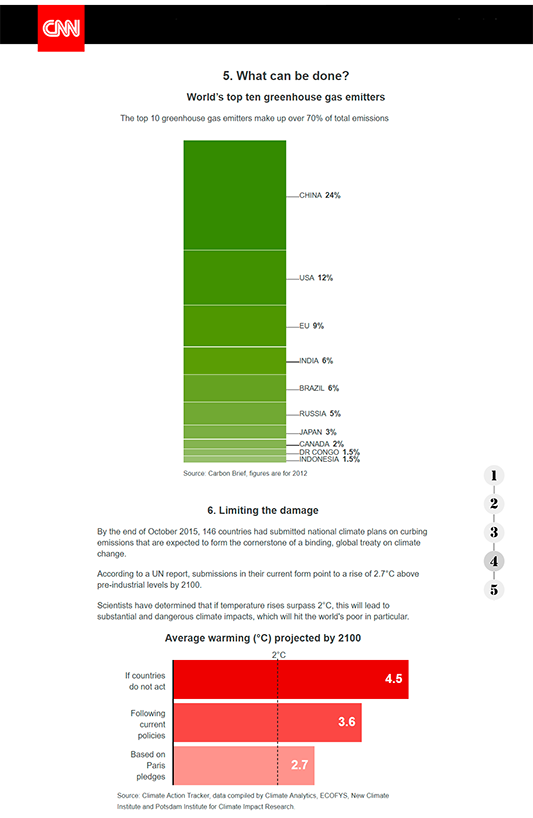 CNN
5. What can be done?
World's top ten greenhouse gas emitters
The top 10 greenhouse gas emitters make up over 70% of total emissions
CHINA 24%
USA 12%
EU 9%
INDIA 6%
BRAZIL 6%
RUSSIA 5%
JAPAN 3%
CANADA 2%
DR CONGO 1.5%
INDONESIA 1.5%
Source: Carbon Brief, figures are for 2012
1
2
3
4
5
6. Limiting the damage
By the end of October 2015, 146 countries had submitted national climate plans on curbing
emissions that are expected to form the cornerstone of a binding, global treaty on climate
change.
According to a UN report, submissions in their current form point to a rise of 2.7°C above
pre-industrial levels by 2100.
Scientists have determined that if temperature rises surpass 2°C, this will lead to
substantial and dangerous climate impacts, which will hit the world's poor in particular.
Average warming (°C) projected by 2100
2°C
If countries
do not act
4.5
Following
current
policies
3.6
Based on
Paris
pledges
2.7
Source: Climate Action Tracker, data compiled by Climate Analytics, ECOFYS, New Climate
Institute and Potsdam Institute for Climate Impact Research.